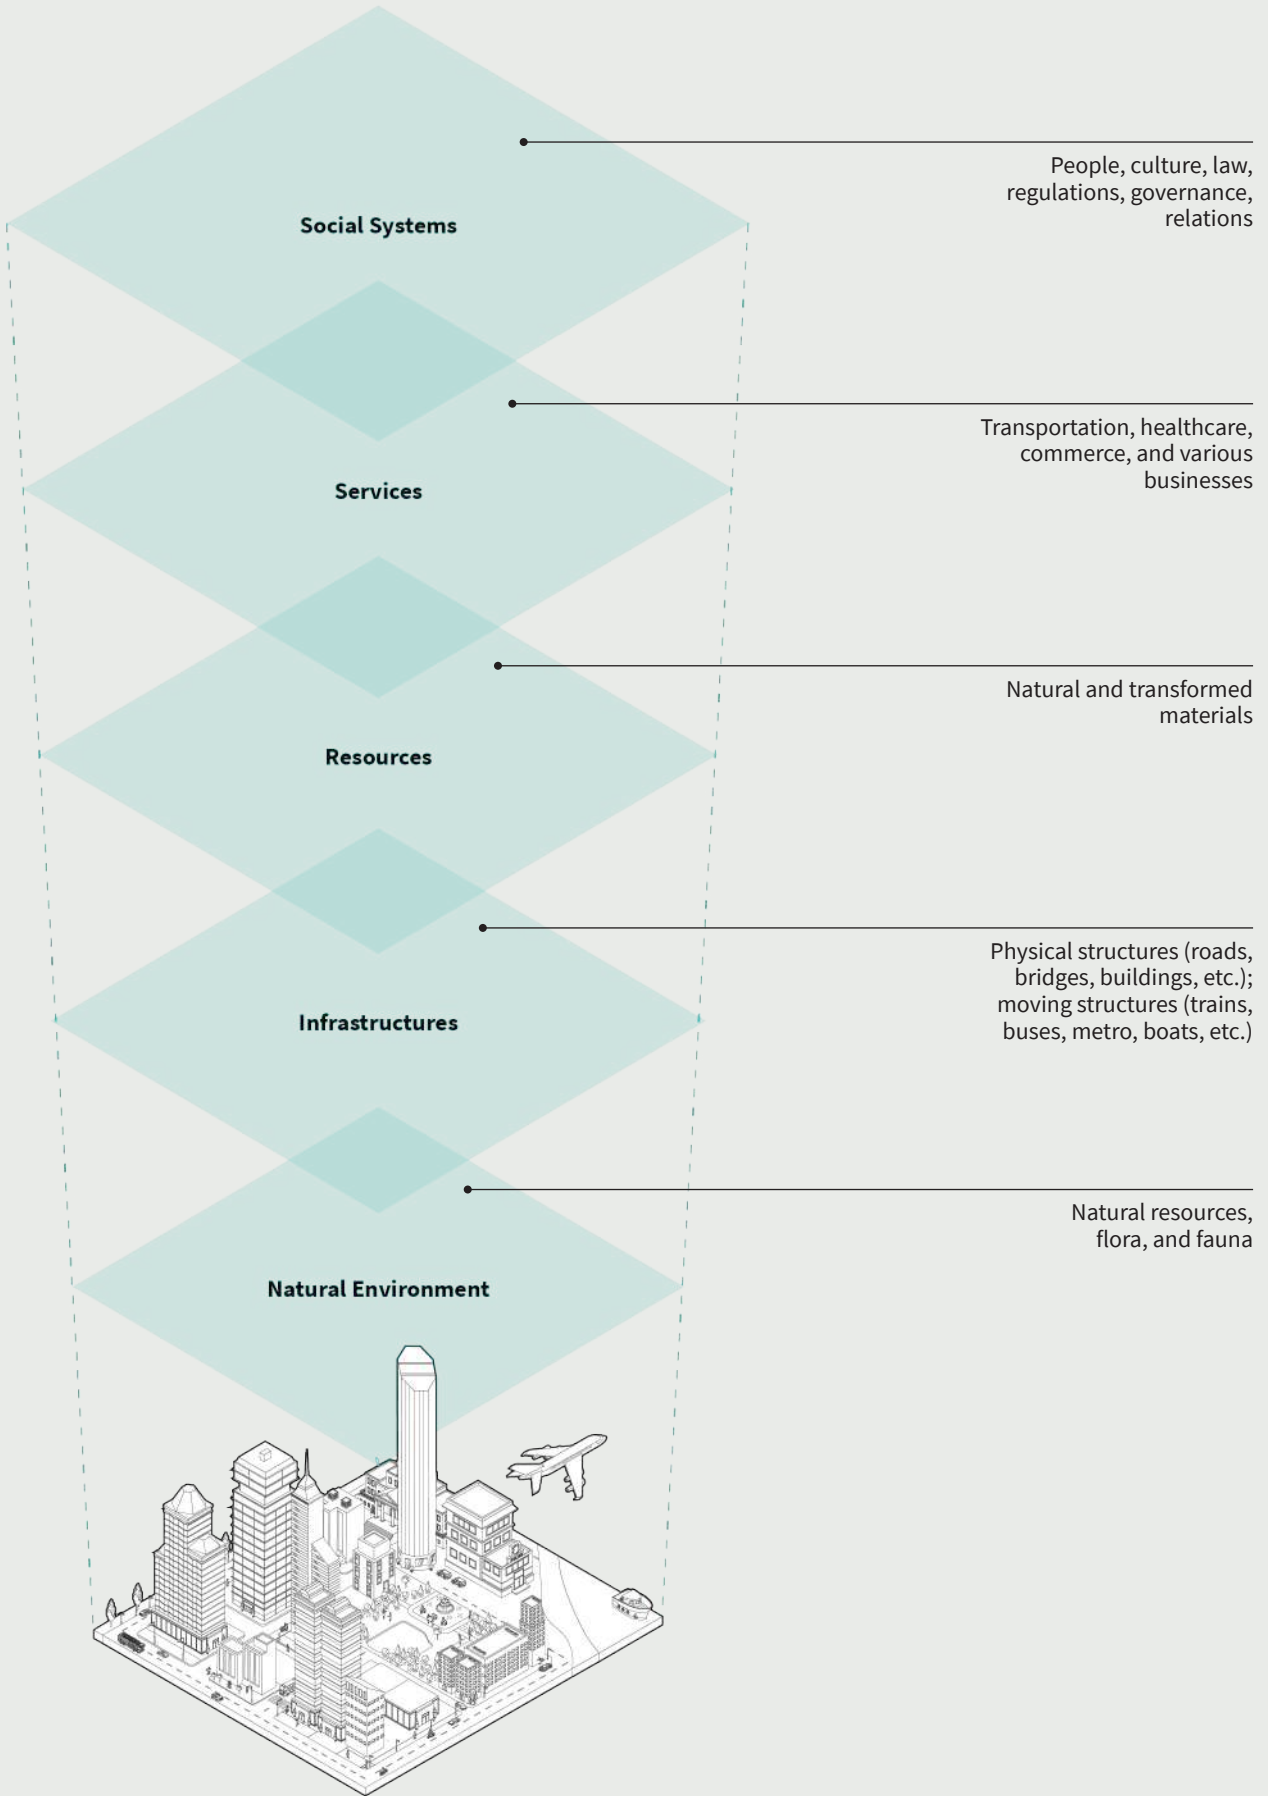 People, culture, law,
regulations, governance,
relations
Social Systems
Transportation, healthcare,
commerce, and various
businesses
Services
Natural and transformed
materials
Resources
Physical structures (roads,
bridges, buildings, etc.);
moving structures (trains,
buses, metro, boats, etc.)
Infrastructures
Natural resources,
flora, and fauna
Natural Environment